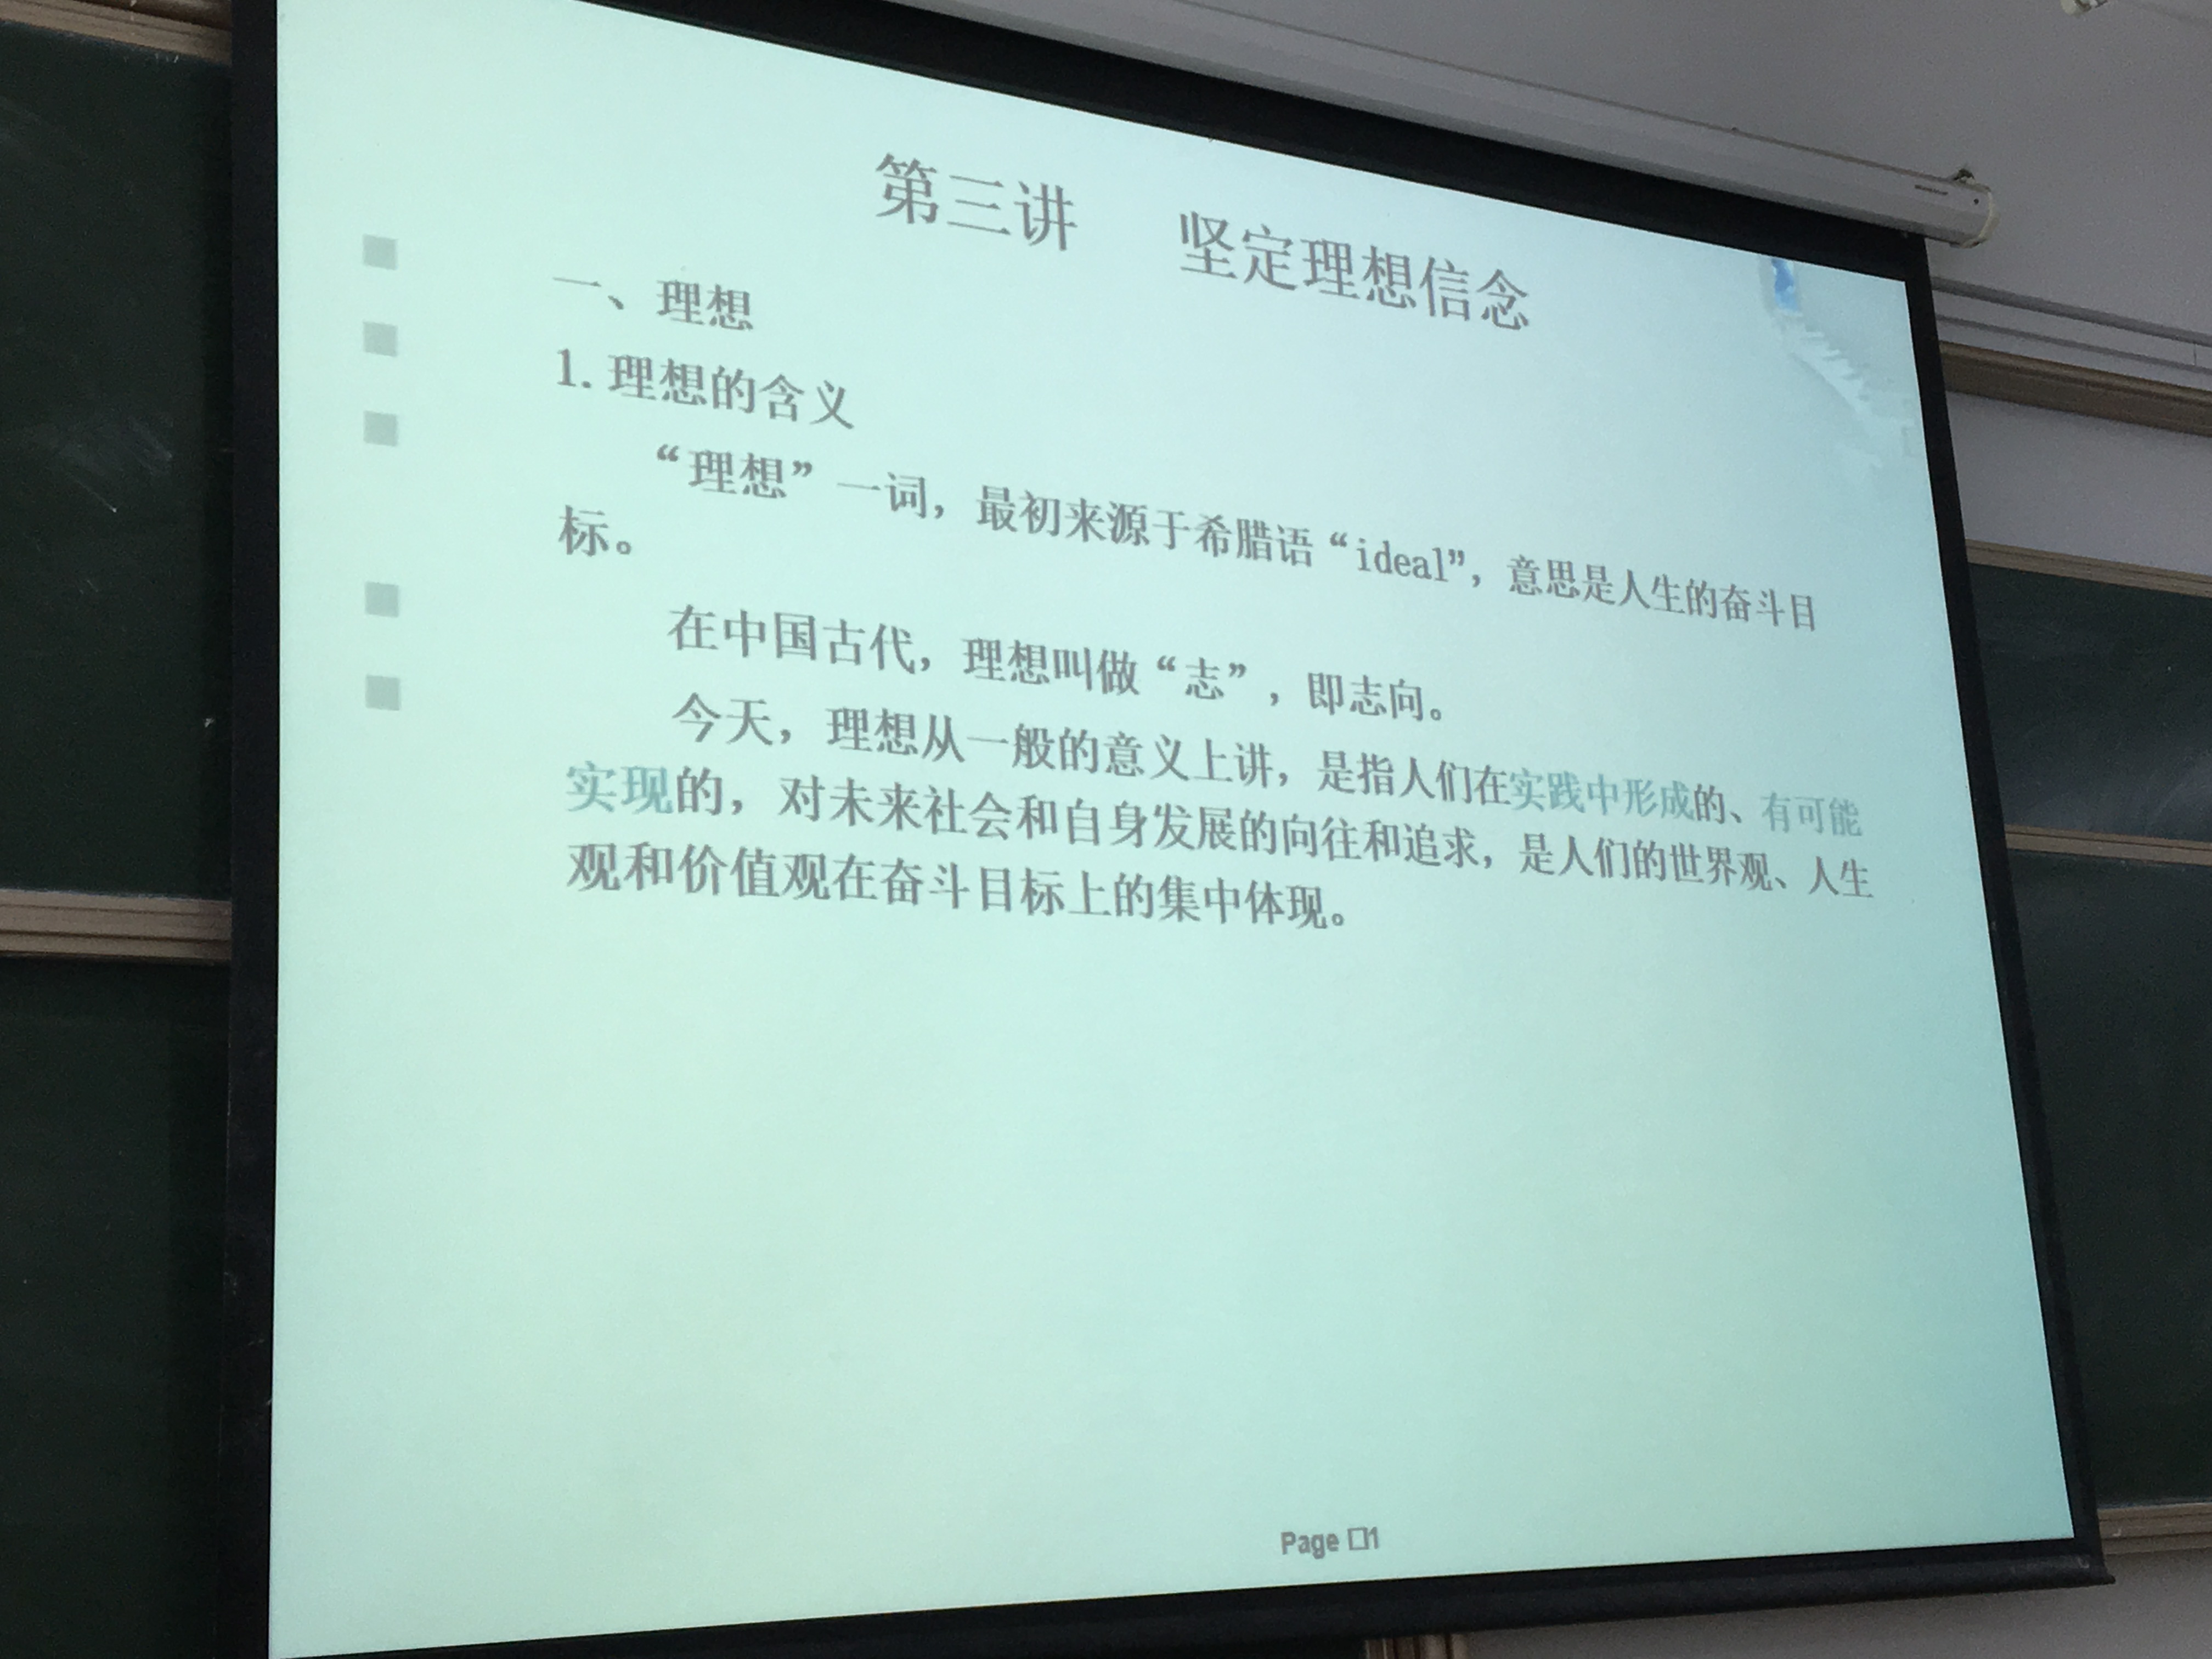 第三讲 坚定理想信念
一、理想
1. 理想的含义
“理想”一词，最初来源于希腊语“ideal”，意思是人生的奋斗目
标。
在中国古代，理想叫做“志”，即志向。
今天，理想从一般的意义上讲，是指人们在实践中形成的、有可能
实现的，对未来社会和自身发展的向往和追求，是人们的世界观、人生
观和价值观在奋斗目标上的集中体现。
Page □1